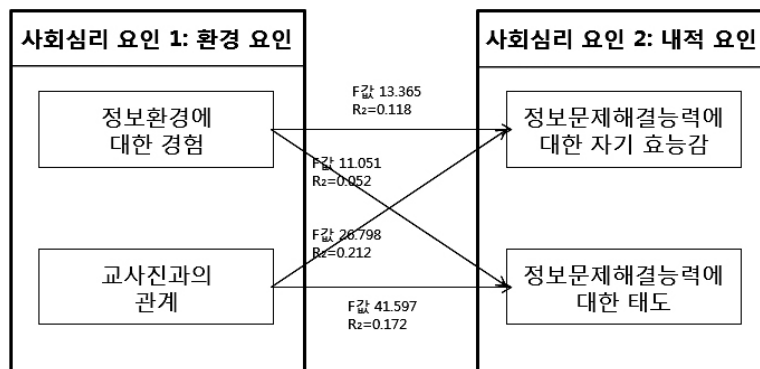 사회심리 요인 1: 환경 요인
사회심리 요인 2: 내적 요인
정보환경에
대한 경험
F값 13.365
R₂=0.118
정보문제해결능력에
대한 자기 효능감
F값 11.051
R₂=0.052
F값 26.798
R₂=0.212
교사진과의
관계
F값 41.597
R₂=0.172
정보문제해결능력에
대한 태도